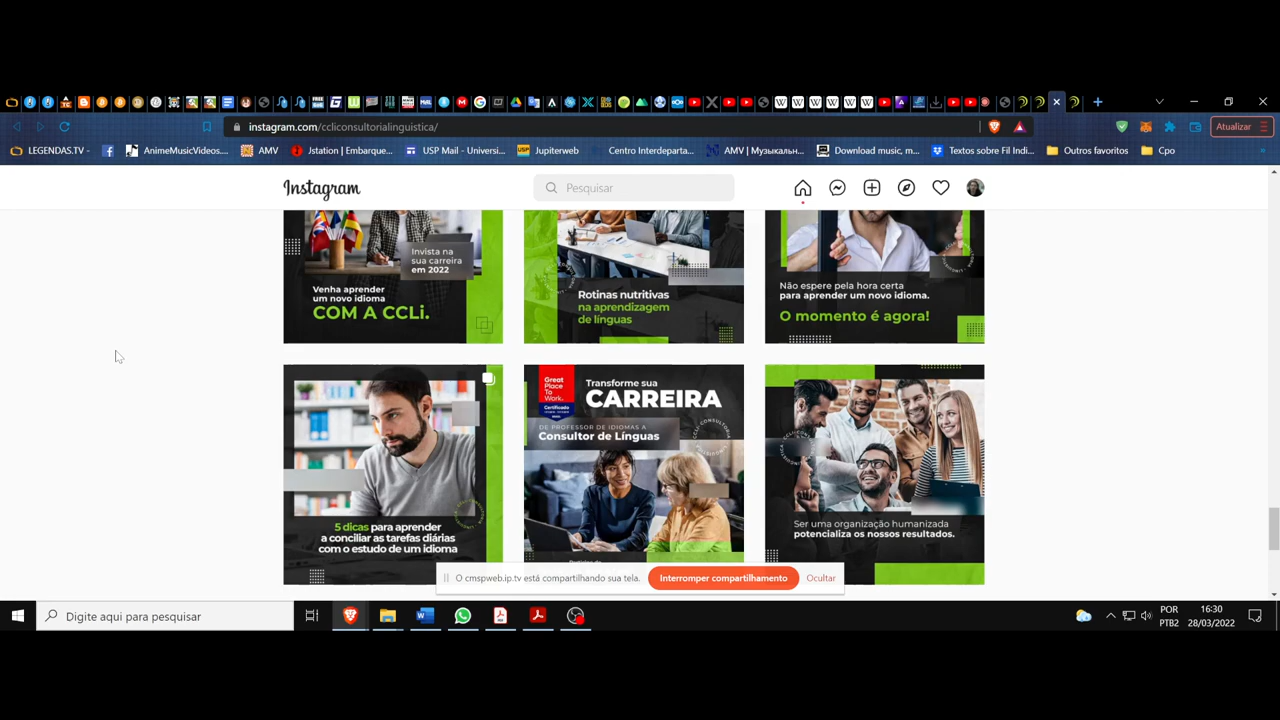 instagram.com/ccliconsultorialinguistica/
Atualizar
LEGENDAS.TV -
AnimeMusicVideos...
AMV
Jstation | Embarque...
USP Mail - Universi...
Jupiterweb
Centro Interdeparta...
AMV | Музыкальн...
Download music, m...
Textos sobre Fil Indi...
Outros favoritos
Cpo
Instagram
Pesquisar
Invista na
sua carreira
em 2022
Venha aprender
um novo idioma
COM A CCLi.
Rotinas nutritivas
na aprendizagem
de línguas
Não espere pela hora certa
para aprender um novo idioma.
O momento é agora!
5 dicas para aprender
a conciliar as tarefas diárias
com o estudo de um idioma
Great
Place
To
Work.
Certificado
Transforme sua
CARREIRA
DE PROFESSOR DE IDIOMAS A
Consultor de Línguas
Ser uma organização humanizada
potencializa os nossos resultados.
O cmspweb.ip.tv está compartilhando sua tela.
Interromper compartilhamento
Ocultar
Digite aqui para pesquisar
POR
PTB2
16:30
28/03/2022